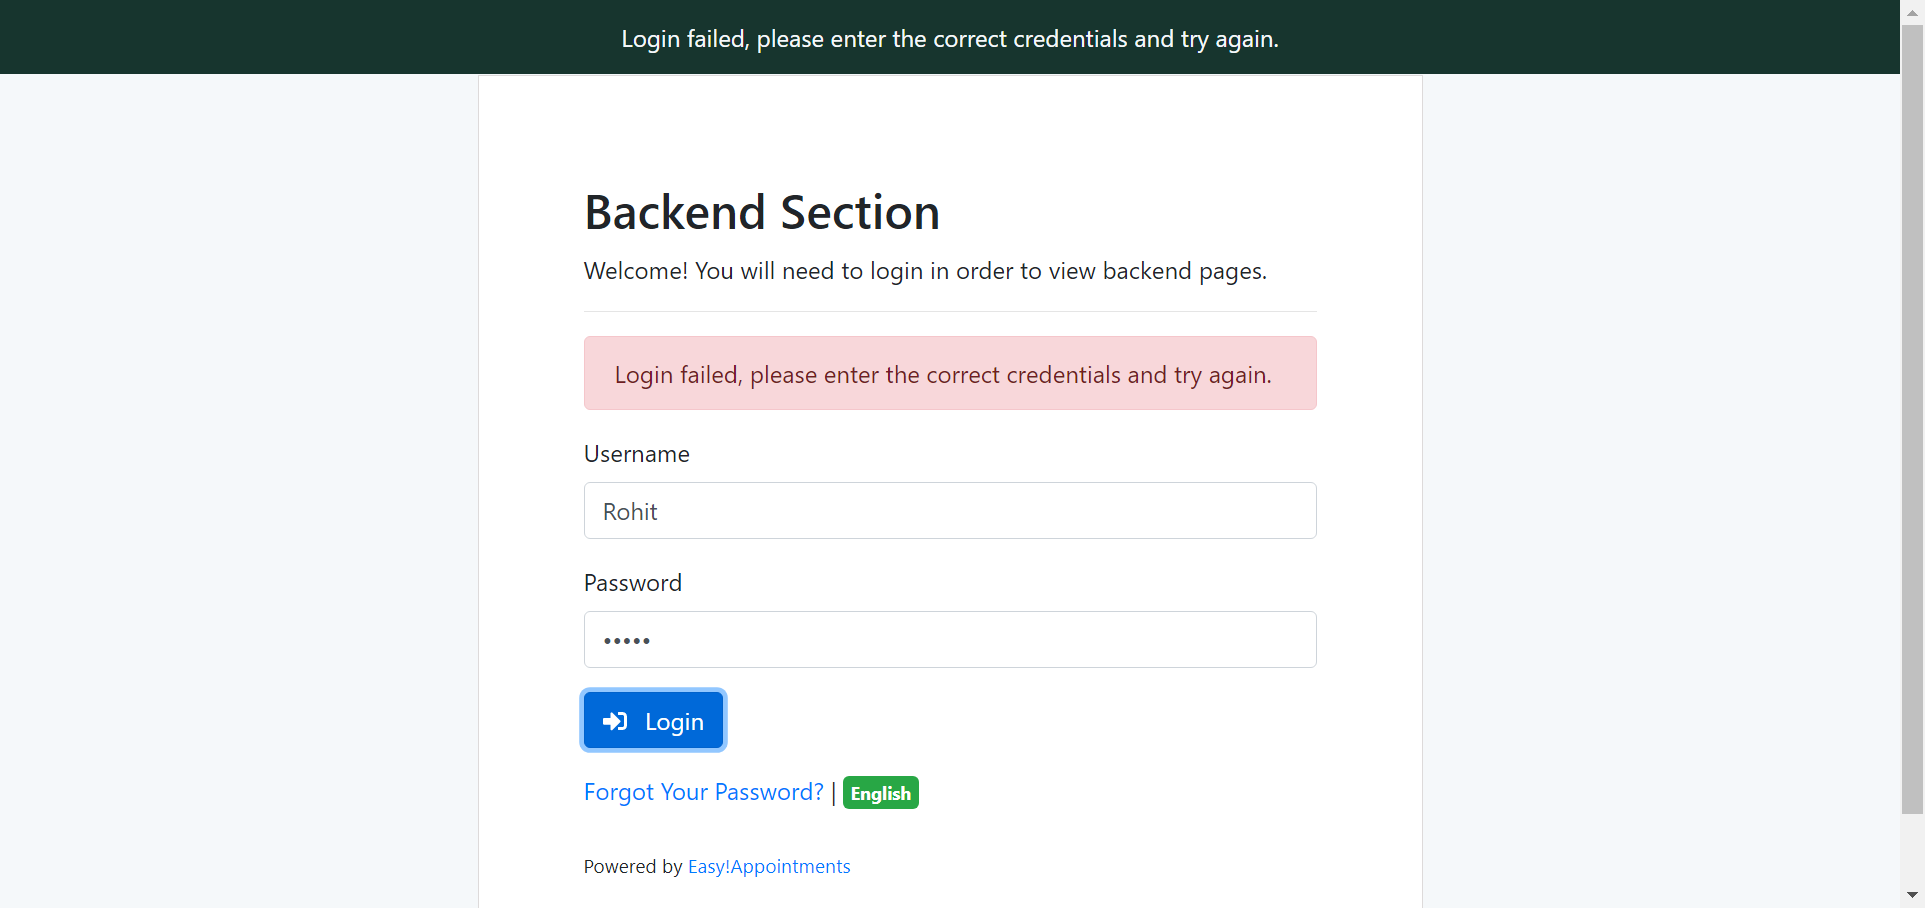 Login failed, please enter the correct credentials and try again.
Backend Section
Welcome! You will need to login in order to view backend pages.
Login failed, please enter the correct credentials and try again.
Username
Rohit
Password
•••••
Login
Forgot Your Password? | English
Powered by Easy!Appointments